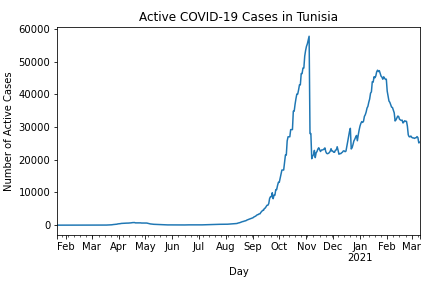 Active COVID-19 Cases in Tunisia
60000
50000
40000
30000
20000
10000
0
Number of Active Cases
Feb Mar Apr May Jun Jul Aug Sep Oct Nov Dec Jan Feb Mar
2021
Day